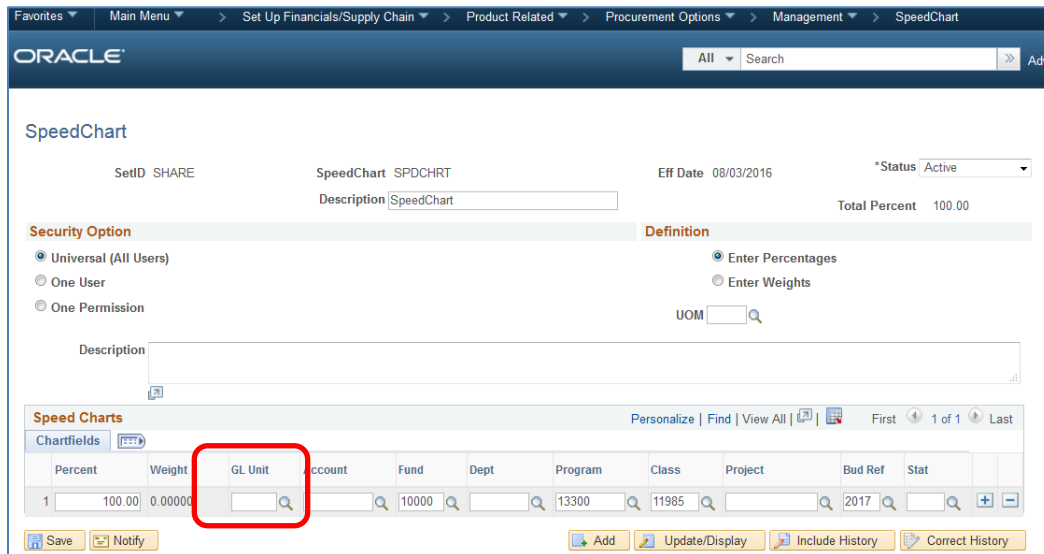 Favorites Main Menu > Set Up Financials/Supply Chain > Product Related > Procurement Options > Management > SpeedChart
ORACLE All Search »
SpeedChart
SetID SHARE SpeedChart SPDCHRT Eff Date 08/03/2016 *Status Active
Description SpeedChart Total Percent 100.00
Security Option Definition
Universal (All Users) Enter Percentages
One User Enter Weights
One Permission
UOM
Description
Speed Charts Personalize | Find | View All | | First 1 of 1 Last
Chartfields
Percent Weight GL Unit Account Fund Dept Program Class Project Bud Ref Stat
1 100.00 0.00000 10000 13300 11985 2017
Save Notify Add Update/Display Include History Correct History